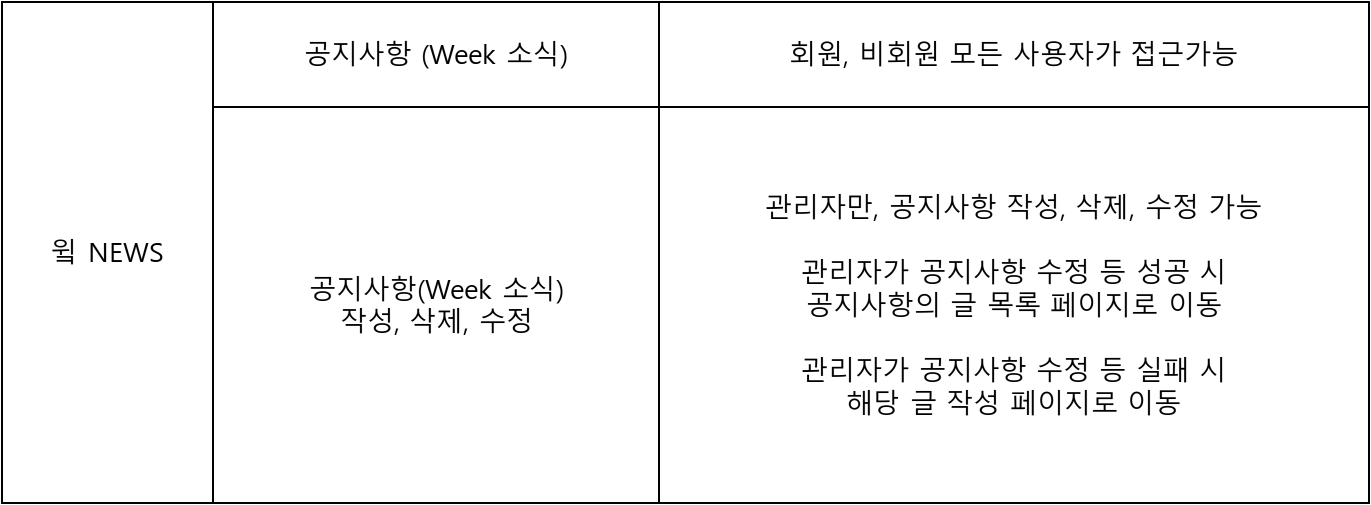 공지사항 (Week 소식)
회원, 비회원 모든 사용자가 접근가능
윜 NEWS
공지사항(Week 소식)
작성, 삭제, 수정
관리자만, 공지사항 작성, 삭제, 수정 가능
관리자가 공지사항 수정 등 성공 시
공지사항의 글 목록 페이지로 이동
관리자가 공지사항 수정 등 실패 시
해당 글 작성 페이지로 이동